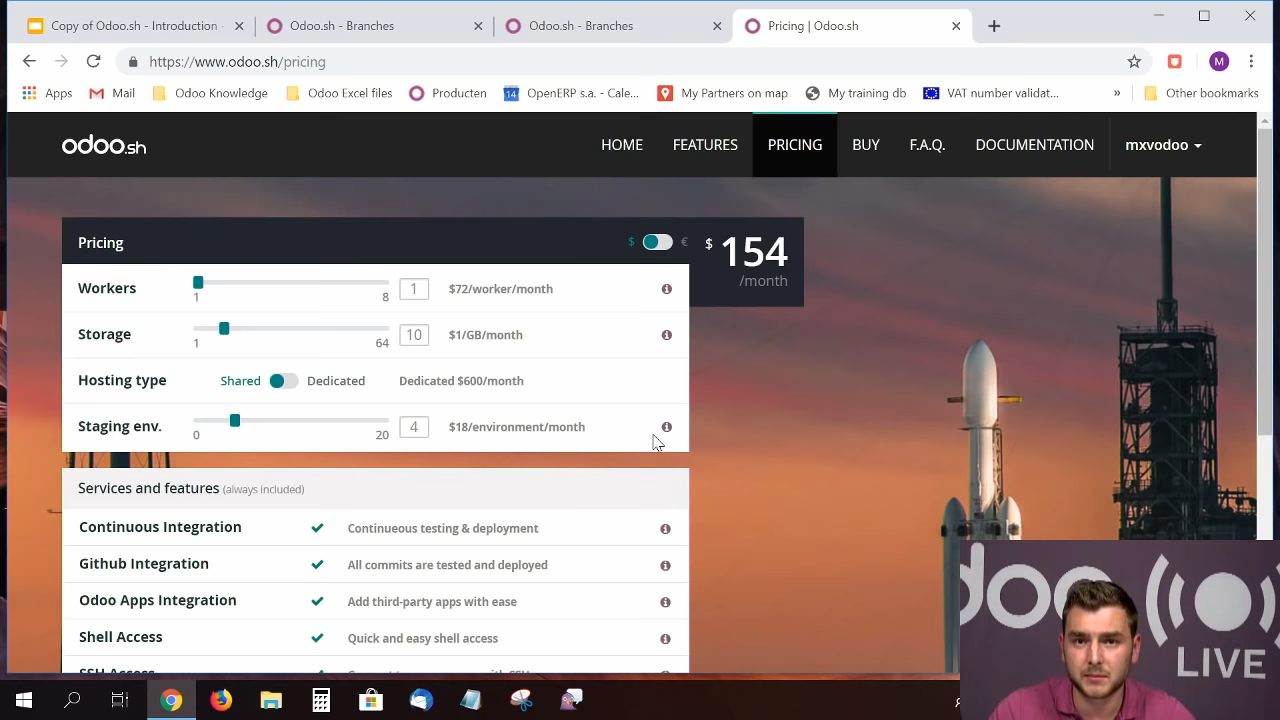 Copy of Odoo.sh - Introduction
Odoo.sh - Branches
Odoo.sh - Branches
Pricing | Odoo.sh
https://www.odoo.sh/pricing
M
Apps
Mail
Odoo Knowledge
Odoo Excel files
Producten
14
OpenERP s.a. - Cale...
My Partners on map
My training db
VAT number validat...
»
Other bookmarks
odoo.sh
HOME
FEATURES
PRICING
BUY
F.A.Q.
DOCUMENTATION
mxvodoo
Pricing
$
€
$ 154
/month
Workers
1
8
1
$72/worker/month
Storage
1
64
10
$1/GB/month
Hosting type
Shared
Dedicated
Dedicated $600/month
Staging env.
0
20
4
$18/environment/month
Services and features (always included)
Continuous Integration
Continueous testing & deployment
Github Integration
All commits are tested and deployed
Odoo Apps Integration
Add third-party apps with ease
Shell Access
Quick and easy shell access
SSH Access
odoo
LIVE